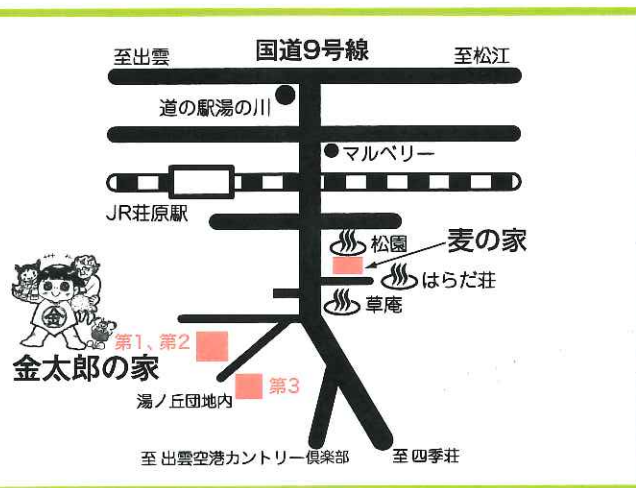 国道9号線
至出雲
至松江
道の駅湯の川
マルベリー
JR荘原駅
松園
麦の家
はらだ荘
草庵
金
第1、第2
金太郎の家
第3
湯ノ丘団地内
至出雲空港カントリー倶楽部
至四季荘